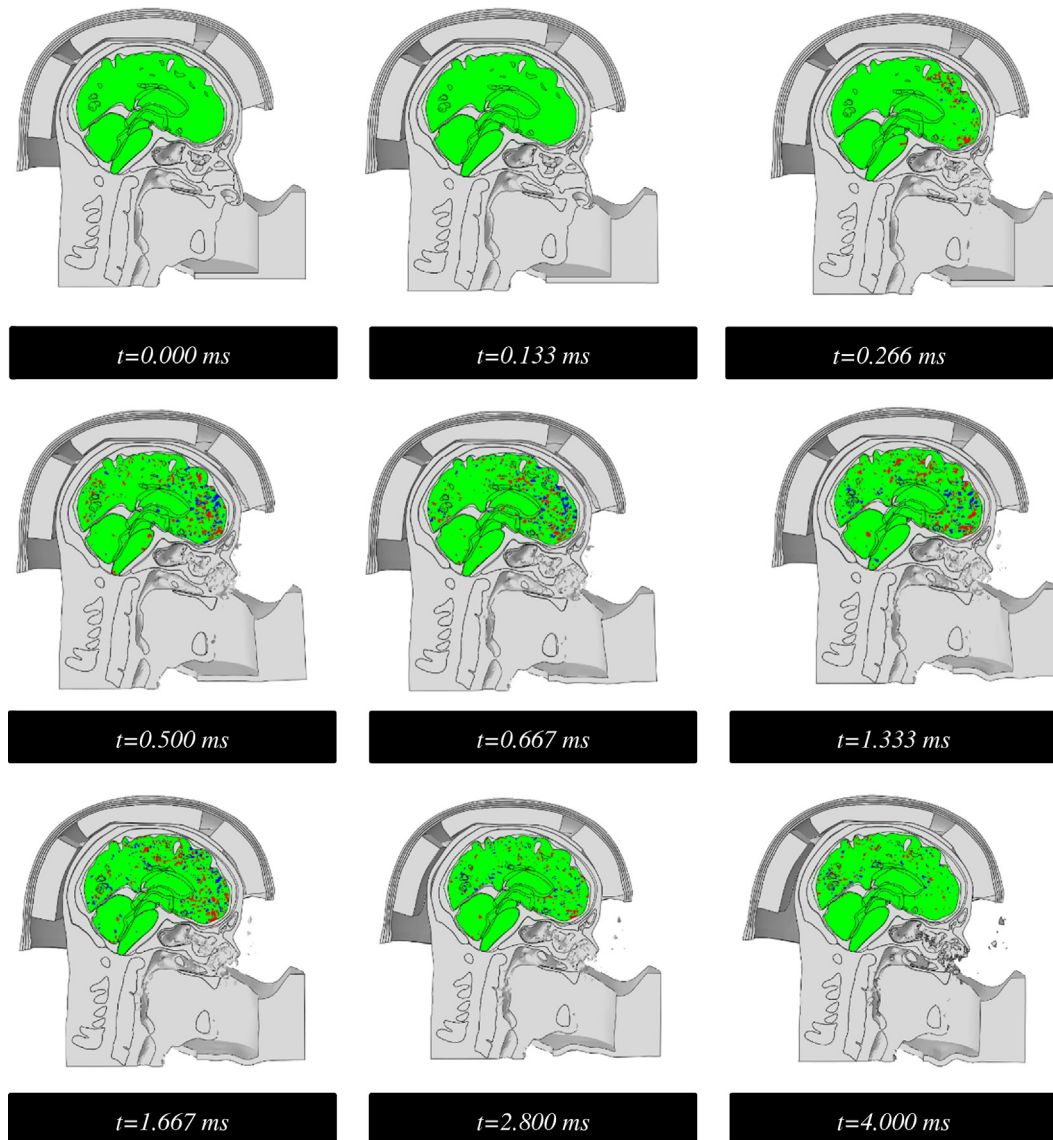 t=0.000 ms
t=0.133 ms
t=0.266 ms
t=0.500 ms
t=0.667 ms
t=1.333 ms
t=1.667 ms
t=2.800 ms
t=4.000 ms